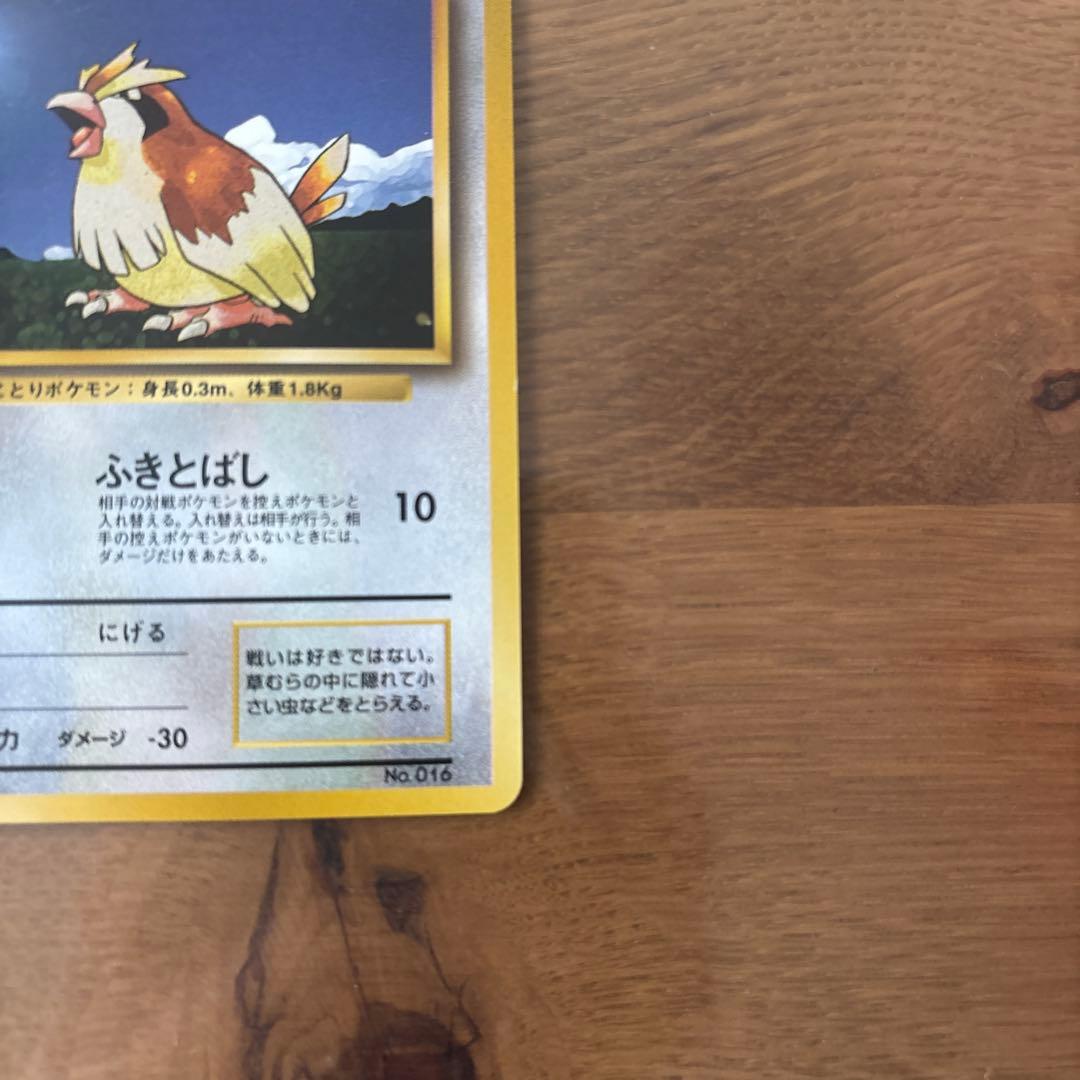 とりポケモン：身長0.3m、体重1.8Kg
ふきとばし
10
相手の対戦ポケモンを控えポケモンと
入れ替える。入れ替えは相手が行う。相
手の控えポケモンがいないときには、
ダメージだけをあたえる。
にげる
戦いは好きではない。
草むらの中に隠れて小
さい虫などをとらえる。
力 ダメージ -30
No. 016